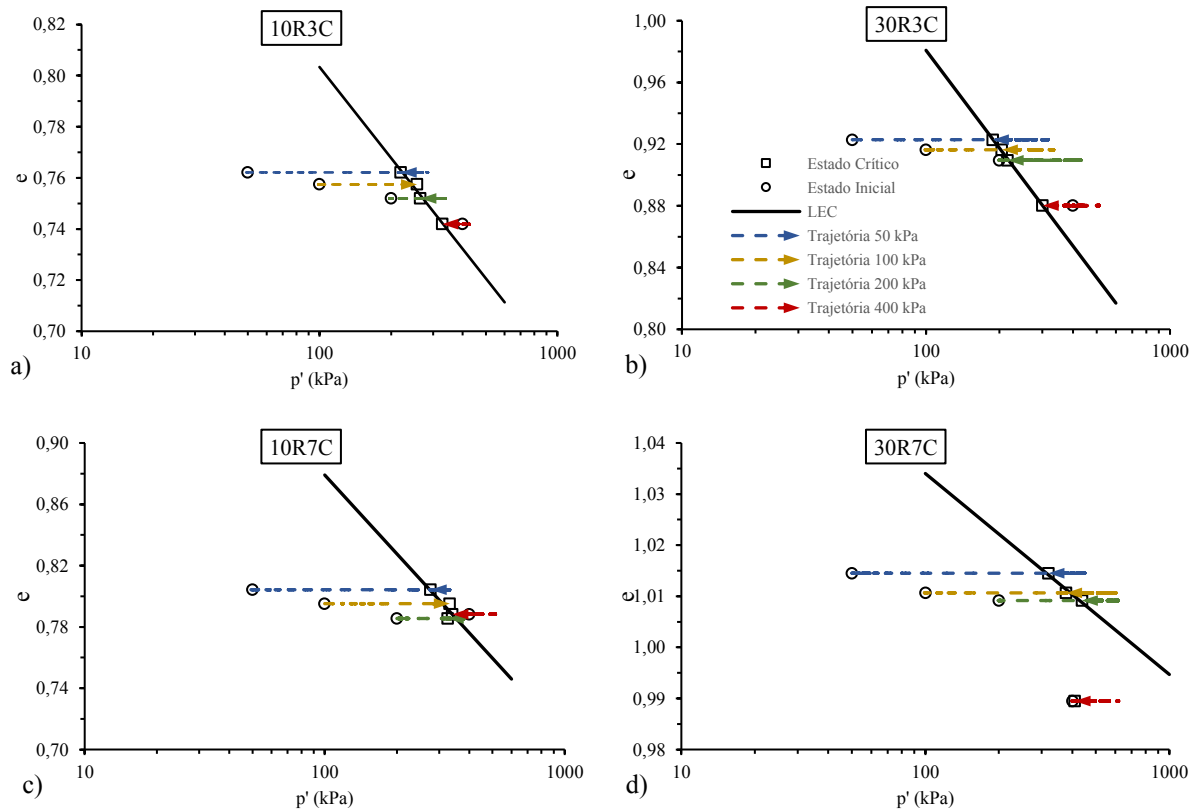 10R3C
0,82
0,80
0,78
0,76
0,74
0,72
0,70
e
10
100
1000
p' (kPa)
a)
30R3C
1,00
0,96
0,92
0,88
0,84
0,80
e
Estado Crítico
Estado Inicial
LEC
Trajetória 50 kPa
Trajetória 100 kPa
Trajetória 200 kPa
Trajetória 400 kPa
10
100
1000
p' (kPa)
b)
10R7C
0,90
0,86
0,82
0,78
0,74
0,70
e
10
100
1000
p' (kPa)
c)
30R7C
1,04
1,03
1,02
1,01
1,00
0,99
0,98
e
10
100
1000
p' (kPa)
d)